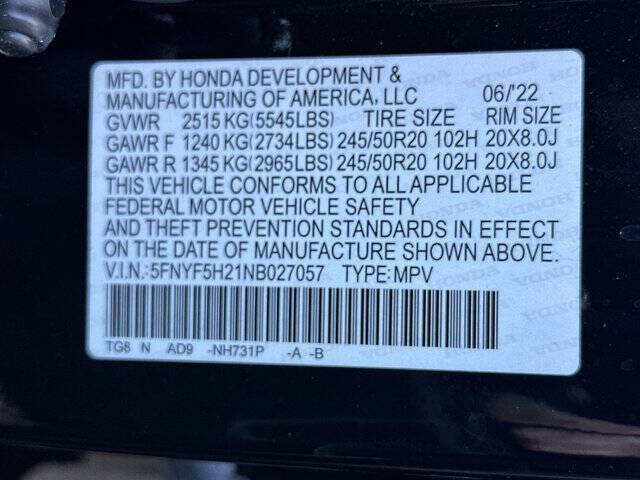 MFD. BY HONDA DEVELOPMENT &
MANUFACTURING OF AMERICA, LLC 06/'22
GVWR 2515 KG(5545LBS) TIRE SIZE RIM SIZE
GAWR F 1240 KG(2734LBS) 245/50R20 102H 20X8.0J
GAWR R 1345 KG(2965LBS) 245/50R20 102H 20X8.0J
THIS VEHICLE CONFORMS TO ALL APPLICABLE
FEDERAL MOTOR VEHICLE SAFETY
AND THEFT PREVENTION STANDARDS IN EFFECT
ON THE DATE OF MANUFACTURE SHOWN ABOVE.
V.I.N.:5FNYF5H21NB027057 TYPE:MPV
TG8 N AD9 -NH731P -A -B